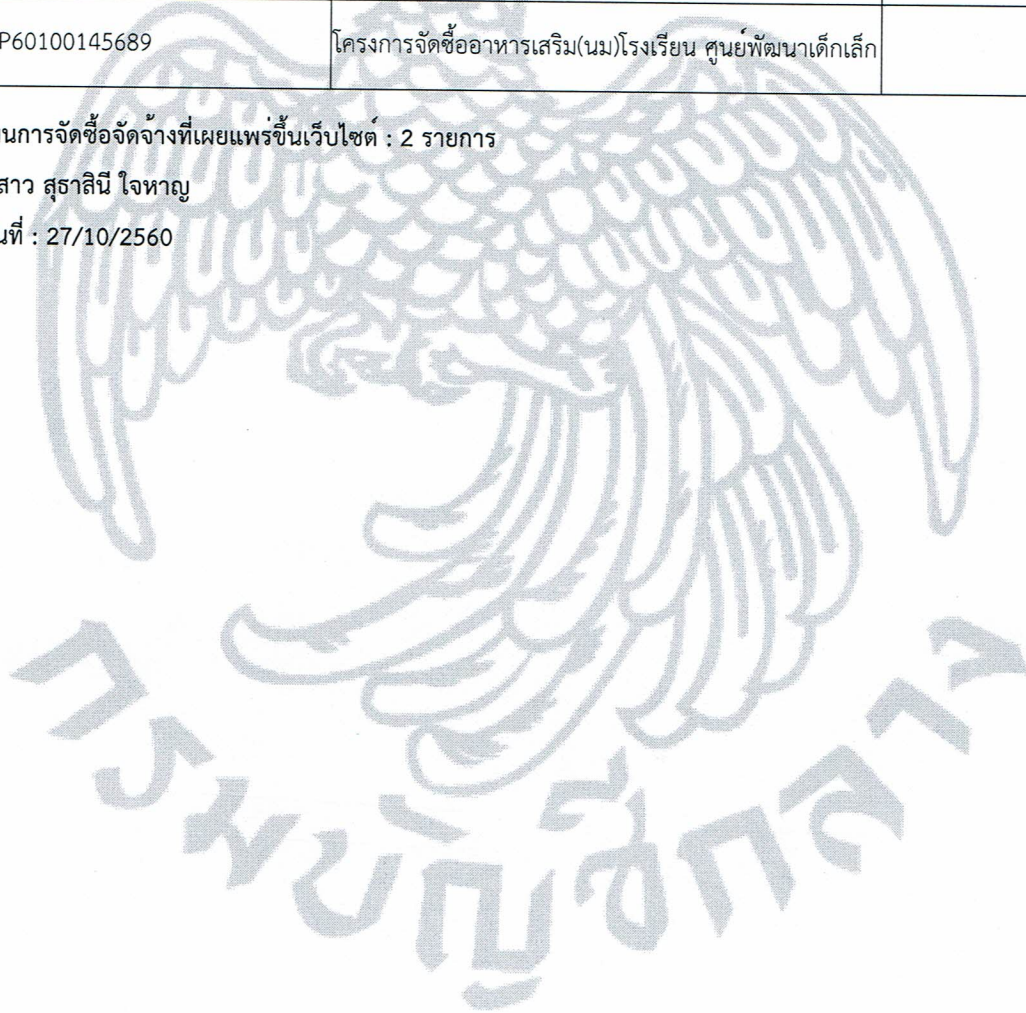 P60100145689 โครงการจัดซื้ออาหารเสริม(นม)โรงเรียน ศูนย์พัฒนาเด็กเล็ก
นการจัดซื้อจัดจ้างที่เผยแพร่ขึ้นเว็บไซต์ : 2 รายการ
สาว สุธาสินี ใจหาญ
นที่ : 27/10/2560
กรมบัญชีกลาง